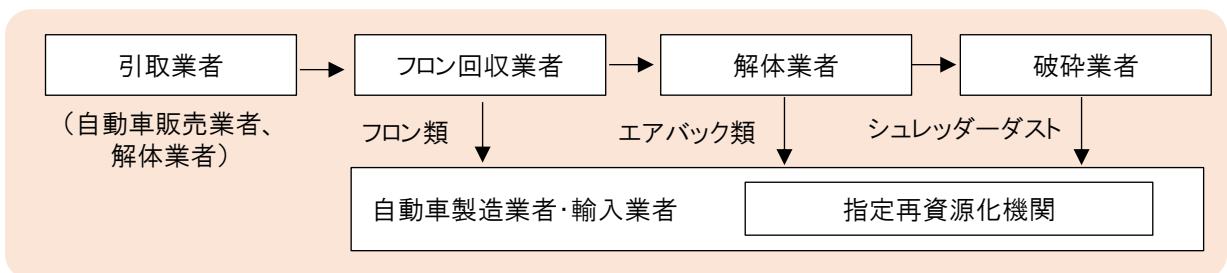 引取業者
フロン回収業者
解体業者
破砕業者
（自動車販売業者、
解体業者）
フロン類
エアバック類
シュレッダーダスト
自動車製造業者・輸入業者
指定再資源化機関